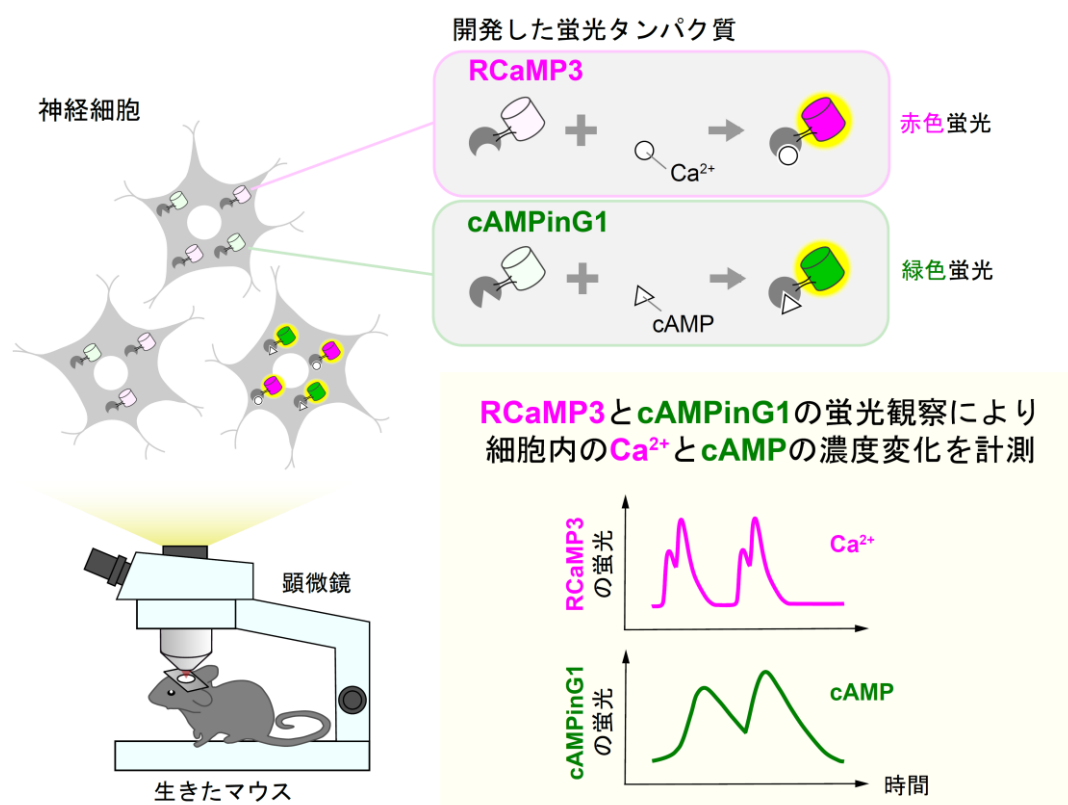 開発した蛍光タンパク質
RCaMP3
神経細胞
赤色蛍光
Ca²⁺
cAMPinG1
緑色蛍光
cAMP
RCaMP3とcAMPinG1の蛍光観察により
細胞内のCa²⁺とcAMPの濃度変化を計測
RCaMP3
の蛍光
Ca²⁺
顕微鏡
cAMPinG1
の蛍光
cAMP
時間
生きたマウス